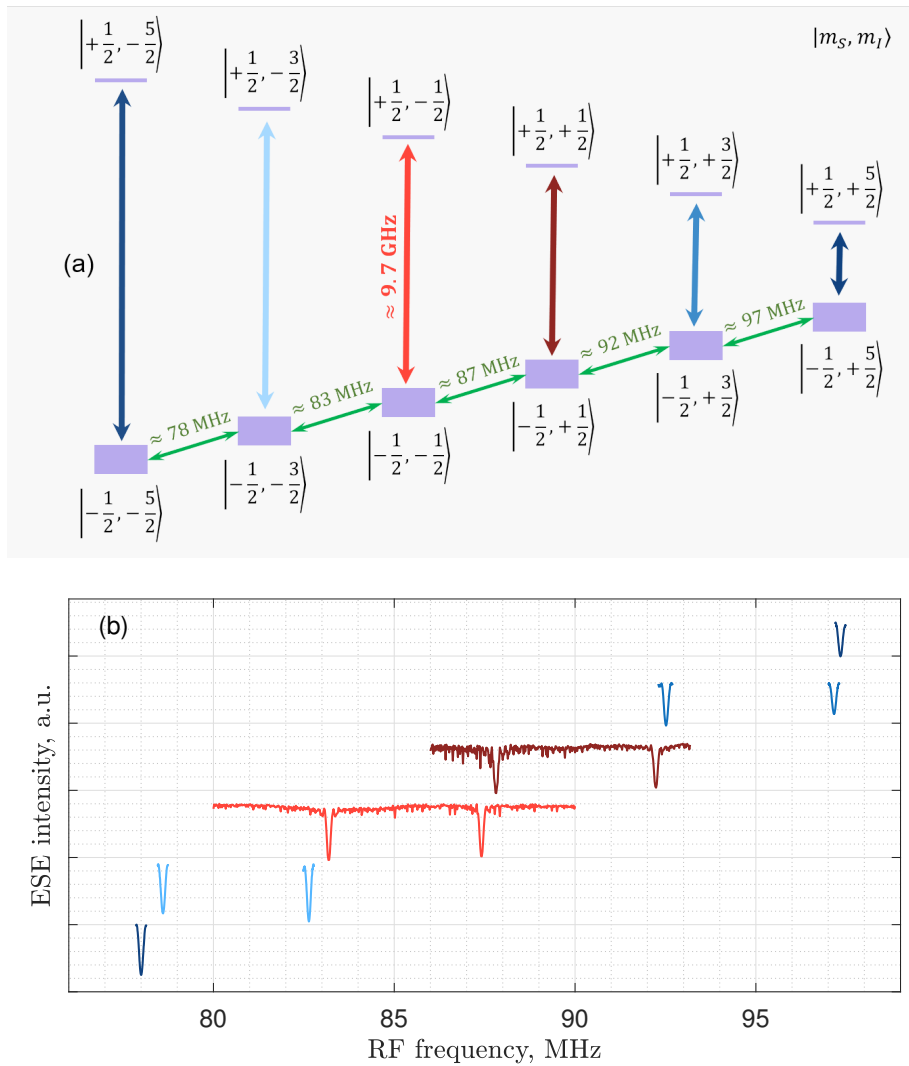 |+1/2, −5/2⟩
|+1/2, −3/2⟩
|+1/2, −1/2⟩
|+1/2, +1/2⟩
|+1/2, +3/2⟩
|+1/2, +5/2⟩
|m_S, m_I⟩
(a)
≈ 9.7 GHz
≈ 78 MHz
≈ 83 MHz
≈ 87 MHz
≈ 92 MHz
≈ 97 MHz
|−1/2, −5/2⟩
|−1/2, −3/2⟩
|−1/2, −1/2⟩
|−1/2, +1/2⟩
|−1/2, +3/2⟩
|−1/2, +5/2⟩
(b)
ESE intensity, a.u.
80
85
90
95
RF frequency, MHz